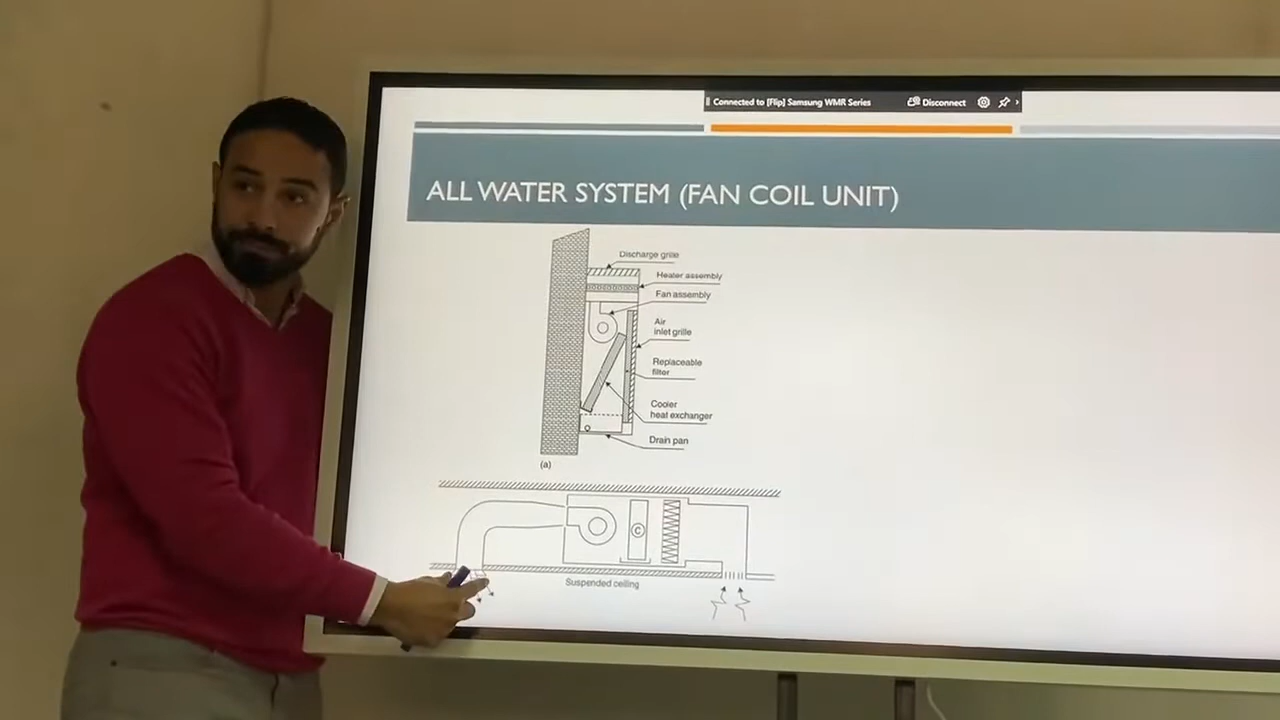 Connected to [Flip] Samsung WMR Series
Disconnect
ALL WATER SYSTEM (FAN COIL UNIT)
Discharge grille
Heater assembly
Fan assembly
Air
inlet grille
Replaceable
filter
Cooler
heat exchanger
Drain pan
(a)
C
Suspended ceiling